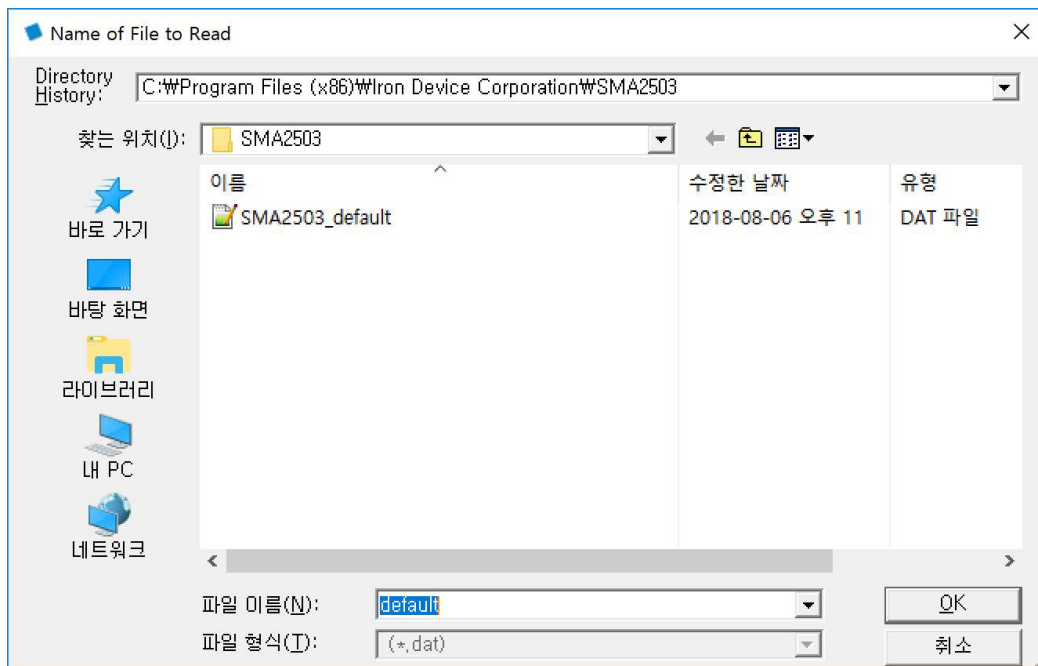 Name of File to Read
Directory History: C:₩Program Files (x86)₩Iron Device Corporation₩SMA2503
찾는 위치(I): SMA2503
이름 수정한 날짜 유형
SMA2503_default 2018-08-06 오후 11 DAT 파일
바로 가기
바탕 화면
라이브러리
내 PC
네트워크
파일 이름(N): default OK
파일 형식(T): (*.dat) 취소